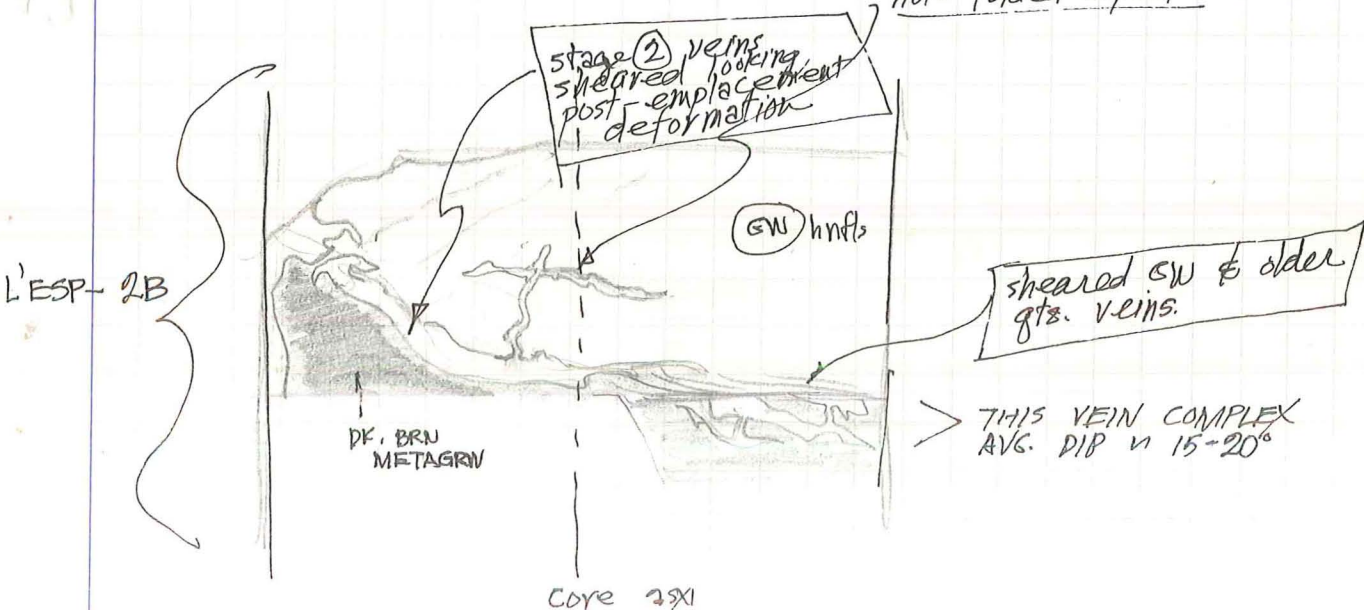 stage ② veins
sheared looking
post-emplacement
deformation
GW hnfls
L'ESP-2B
sheared GW & older
qtz. veins.
DK. BRN
METAGRW
THIS VEIN COMPLEX
AVG. DIP 15-20°
Core